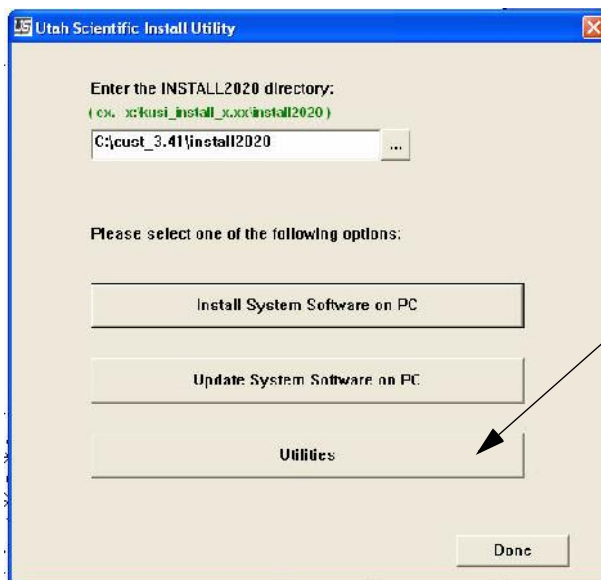 US Utah Scientific Install Utility
Enter the INSTALL2020 directory:
( ex. x:\usi_install_x.xx\install2020 )
C:\cust_3.41\install2020
...
Please select one of the following options:
Install System Software on PC
Update System Software on PC
Utilities
Done